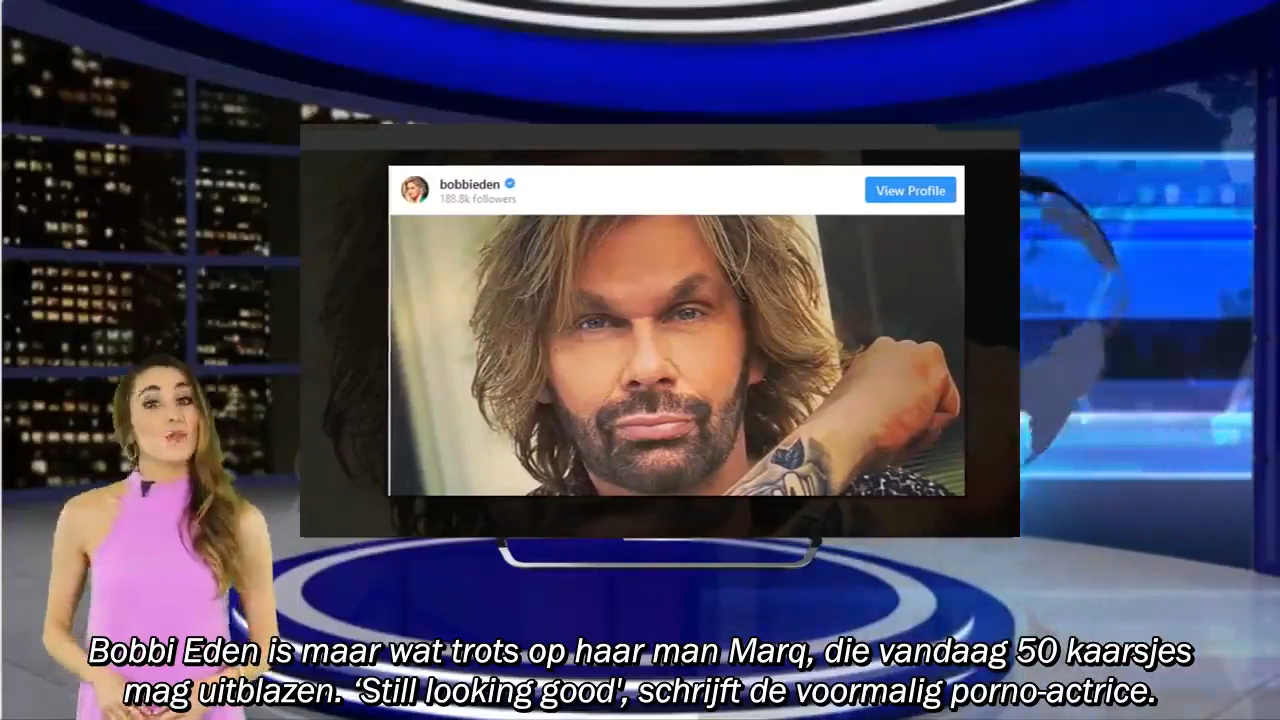 bobbieden
188.8k followers
View Profile
Bobbi Eden is maar wat trots op haar man Marq, die vandaag 50 kaarsjes
mag uitblazen. ‘Still looking good', schrijft de voormalig porno-actrice.